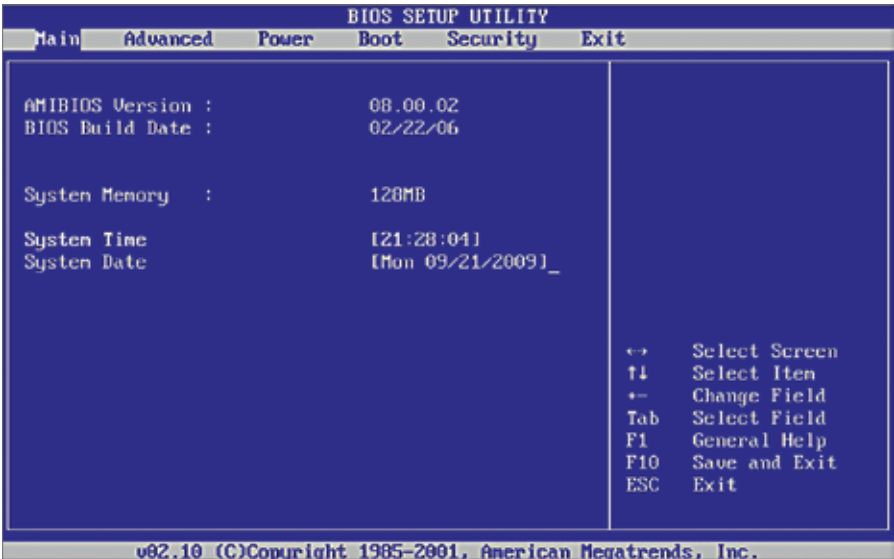 BIOS SETUP UTILITY
Main Advanced Power Boot Security Exit
AMIBIOS Version : 08.00.02
BIOS Build Date : 02/22/06
System Memory : 128MB
System Time [21:28:04]
System Date [Mon 09/21/2009]_
←→ Select Screen
↑↓ Select Item
+- Change Field
Tab Select Field
F1 General Help
F10 Save and Exit
ESC Exit
v02.10 (C)Copyright 1985-2001, American Megatrends, Inc.